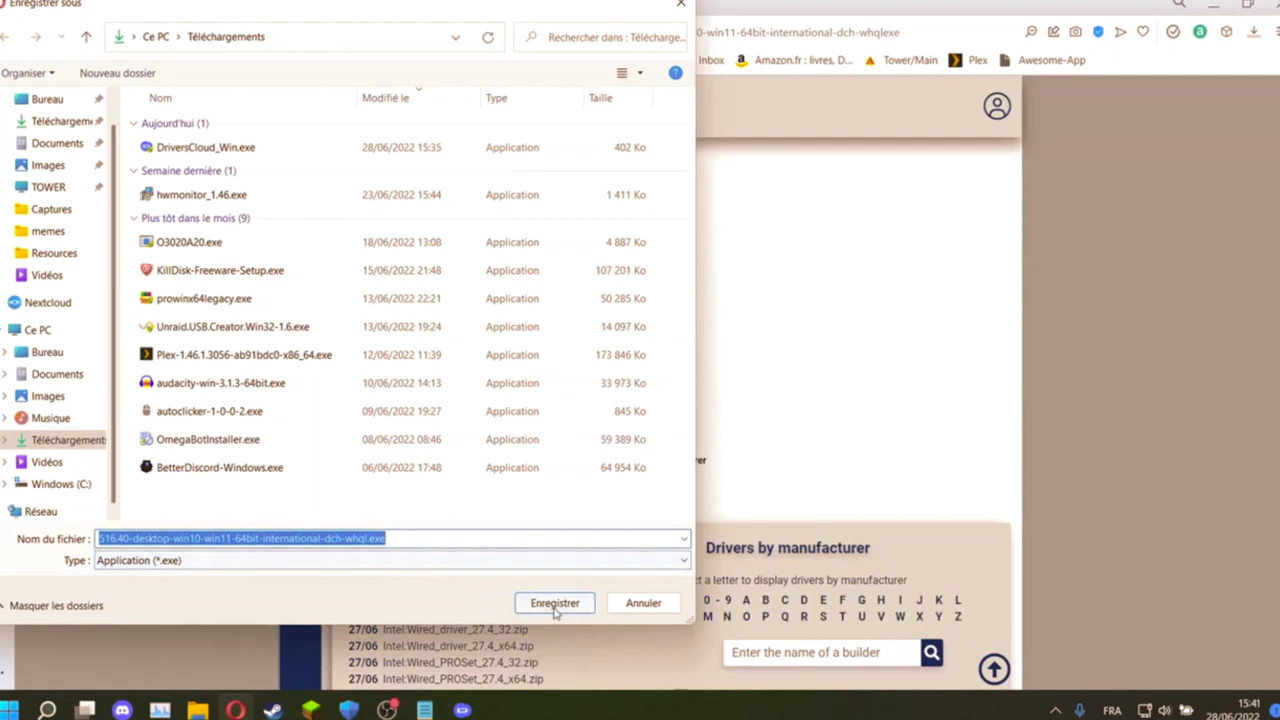 Enregistrer sous
Ce PC > Téléchargements
Rechercher dans : Télécharge...
Organiser
Nouveau dossier
Bureau
Téléchargem
Documents
Images
TOWER
Captures
memes
Resources
Vidéos
Nextcloud
Ce PC
Bureau
Documents
Images
Musique
Téléchargements
Vidéos
Windows (C:)
Réseau
Nom Modifié le Type Taille
Aujourd'hui (1)
DriversCloud_Win.exe 28/06/2022 15:35 Application 402 Ko
Semaine dernière (1)
hwmonitor_1.46.exe 23/06/2022 15:44 Application 1 411 Ko
Plus tôt dans le mois (9)
O3020A20.exe 18/06/2022 13:08 Application 4 887 Ko
KillDisk-Freeware-Setup.exe 15/06/2022 21:48 Application 107 201 Ko
prowinx64legacy.exe 13/06/2022 22:21 Application 50 285 Ko
Unraid.USB.Creator.Win32-1.6.exe 13/06/2022 19:24 Application 14 097 Ko
Plex-1.46.1.3056-ab91bdc0-x86_64.exe 12/06/2022 11:39 Application 173 846 Ko
audacity-win-3.1.3-64bit.exe 10/06/2022 14:13 Application 33 973 Ko
autoclicker-1-0-0-2.exe 09/06/2022 19:27 Application 845 Ko
OmegaBotInstaller.exe 08/06/2022 08:46 Application 59 389 Ko
BetterDiscord-Windows.exe 06/06/2022 17:48 Application 64 954 Ko
Nom du fichier : 516.40-desktop-win10-win11-64bit-international-dch-whql.exe
Type : Application (*.exe)
Masquer les dossiers
Enregistrer
Annuler
0-win11-64bit-international-dch-whqlexe
Inbox
Amazon.fr : livres, D...
Tower/Main
Plex
Awesome-App
rer
Drivers by manufacturer
ct a letter to display drivers by manufacturer
0 - 9 A B C D E F G H I J K L
M N O P Q R S T U V W X Y Z
Enter the name of a builder
27/06 Intel:Wired_driver_27.4_32.zip
27/06 Intel:Wired_driver_27.4_x64.zip
27/06 Intel:Wired_PROSet_27.4_32.zip
27/06 Intel:Wired_PROSet_27.4_x64.zip
FRA
15:41
28/06/2022